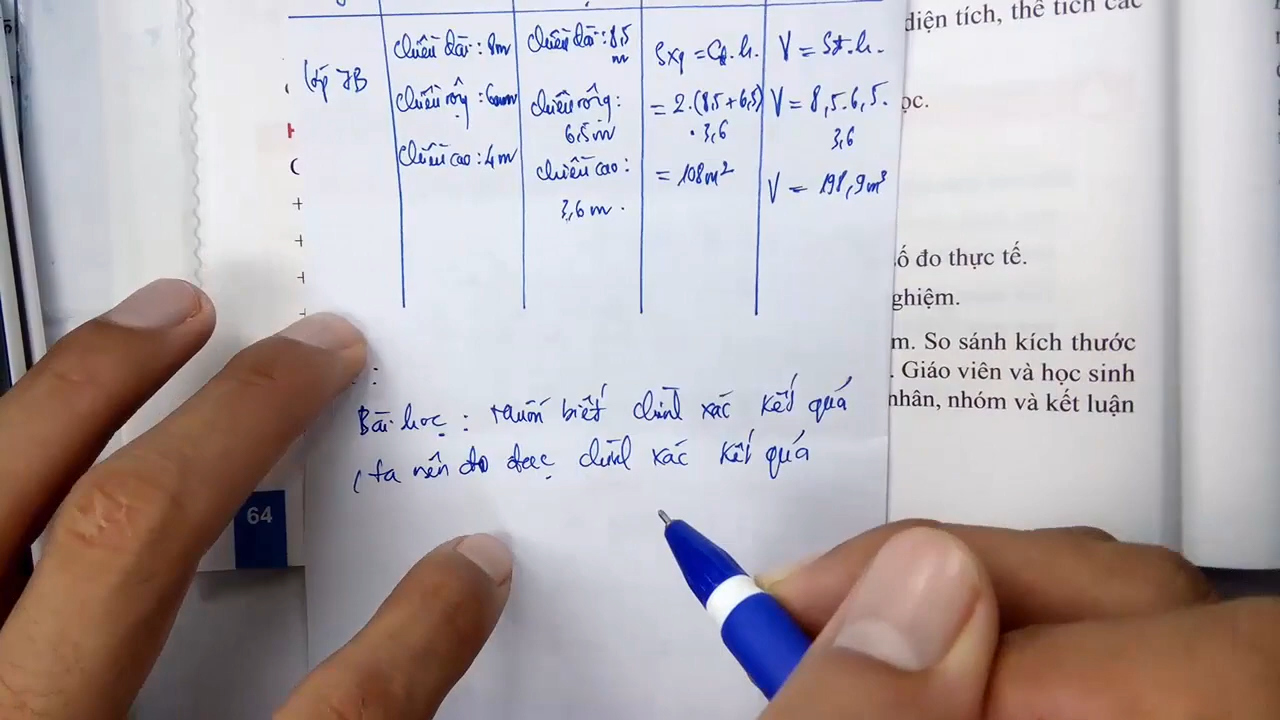 Lớp 7B
chiều dài : 8m
chiều rộng : 6m
chiều cao : 4m
chiều dài : 8,5
m
chiều rộng :
6,5m
chiều cao :
3,6 m .
Sxq = Cđ.h.
= 2.(8,5+6,5)
. 3,6
= 108m²
V = Sđ.h.
V = 8,5.6,5.
3,6
V = 198,9m³
Bài học : muốn biết chính xác kết quả
ta nên đo đạc chính xác kết quả
diện tích, thể tích các
ọc.
ố đo thực tế.
ghiệm.
m. So sánh kích thước
. Giáo viên và học sinh
nhân, nhóm và kết luận
64